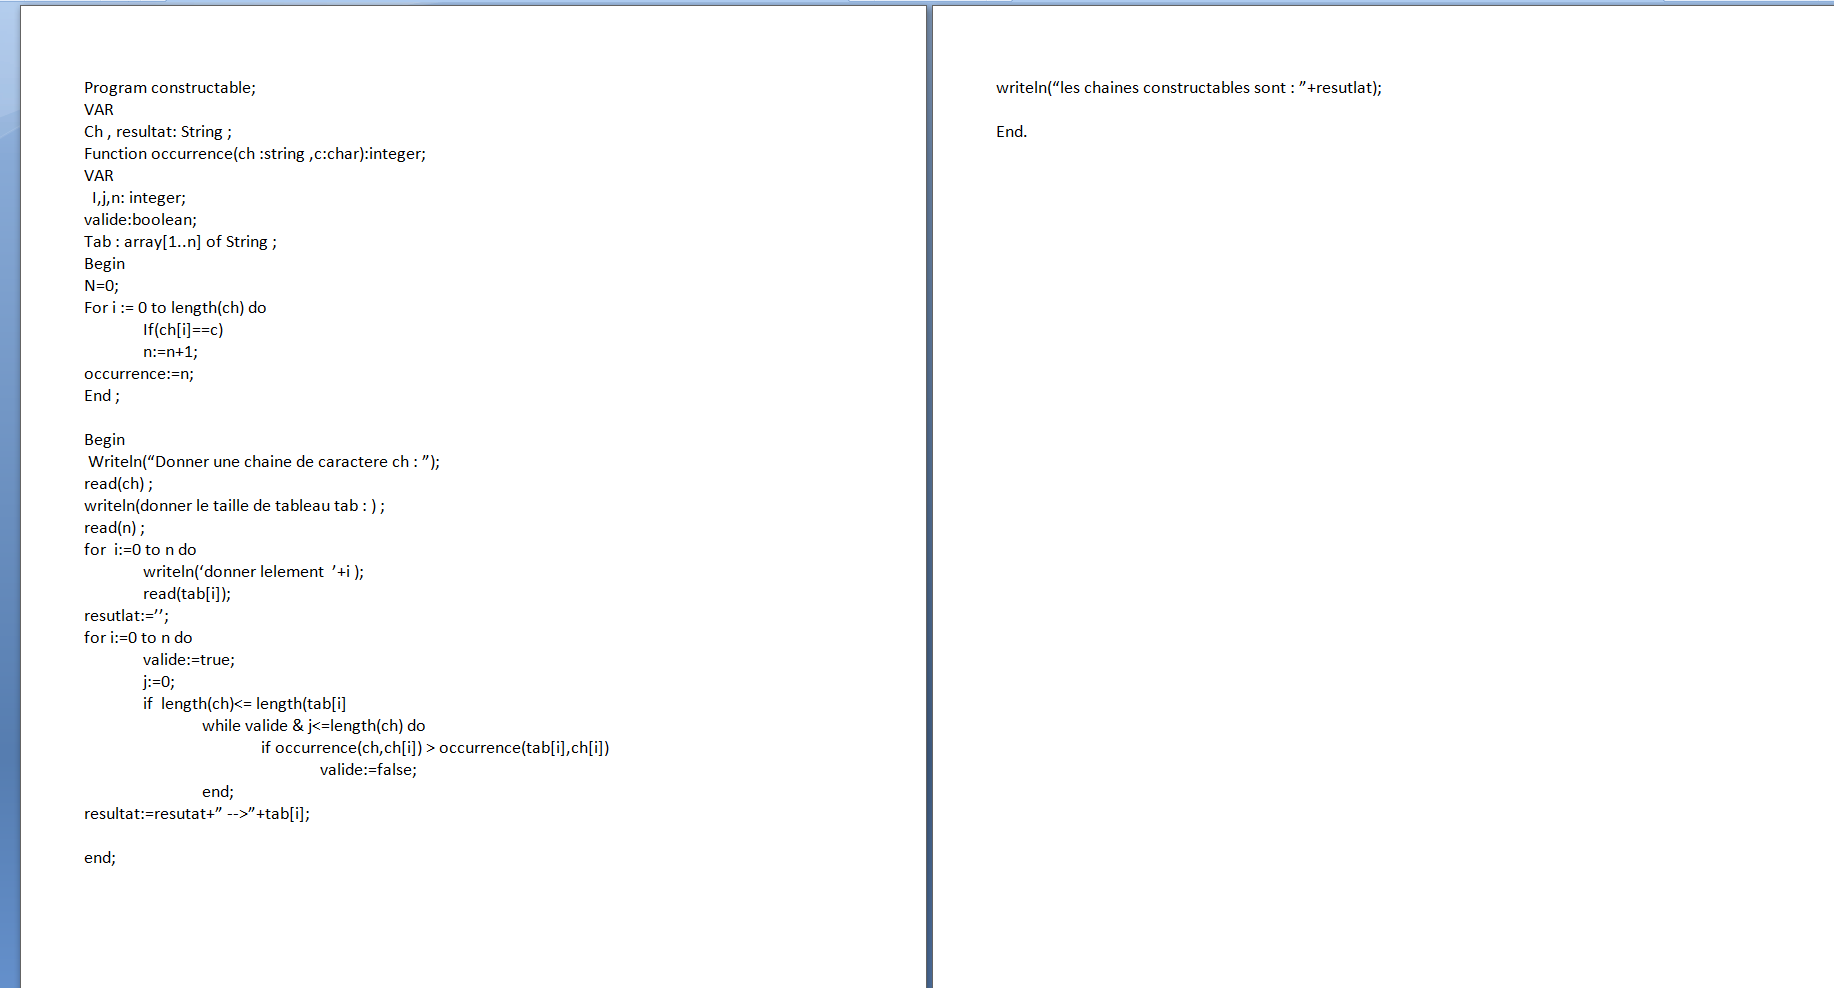 Program constructable;
VAR
Ch , resultat: String ;
Function occurrence(ch :string ,c:char):integer;
VAR
I,j,n: integer;
valide:boolean;
Tab : array[1..n] of String ;
Begin
N=0;
For i := 0 to length(ch) do
If(ch[i]==c)
n:=n+1;
occurrence:=n;
End ;
Begin
Writeln(“Donner une chaine de caractere ch : ”);
read(ch) ;
writeln(donner le taille de tableau tab : ) ;
read(n) ;
for  i:=0 to n do
writeln(‘donner lelement  ’+i );
read(tab[i]);
resutlat:=’’;
for i:=0 to n do
valide:=true;
j:=0;
if  length(ch)<= length(tab[i]
while valide & j<=length(ch) do
if occurrence(ch,ch[i]) > occurrence(tab[i],ch[i])
valide:=false;
end;
resultat:=resutat+” -->”+tab[i];
end;
writeln(“les chaines constructables sont : ”+resutlat);
End.